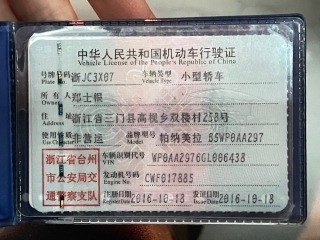 中华人民共和国机动车行驶证
Vehicle License of the People's Republic of China
号牌号码 浙JC3X07 车辆类型 小型轿车
Plate No. Vehicle Type
所有人 郑士根
Owner
住址 浙江省三门县高枧乡双楼村258号
Address
使用性质 非营运 品牌型号 帕纳美拉 BSWP0AA297
Use Character Model
浙江省台州 车辆识别代号 WP0AA2976GL006438
VIN
市公安局交 发动机号码 CWF017885
Engine No.
通警察支队 注册日期 2016-10-18 发证日期 2016-10-18
Register Date Issue Date